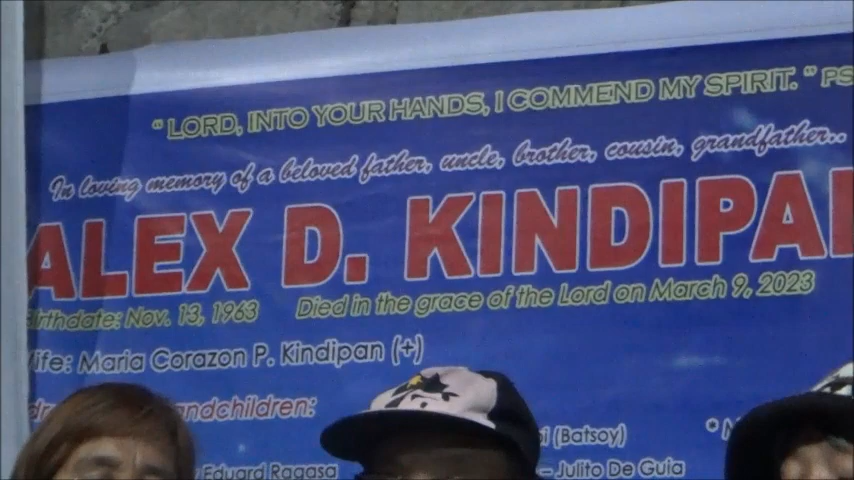 “ LORD, INTO YOUR HANDS, I COMMEND MY SPIRIT. ” PS
In loving memory of a beloved father, uncle, brother, cousin, grandfather..
ALEX D. KINDIPA
Birthdate: Nov. 13, 1963 Died in the grace of the Lord on March 9, 2023
Wife: Maria Corazon P. Kindipan (+)
andchildren:
(Batsoy)
Eduard Ragasa – Julito De Guia